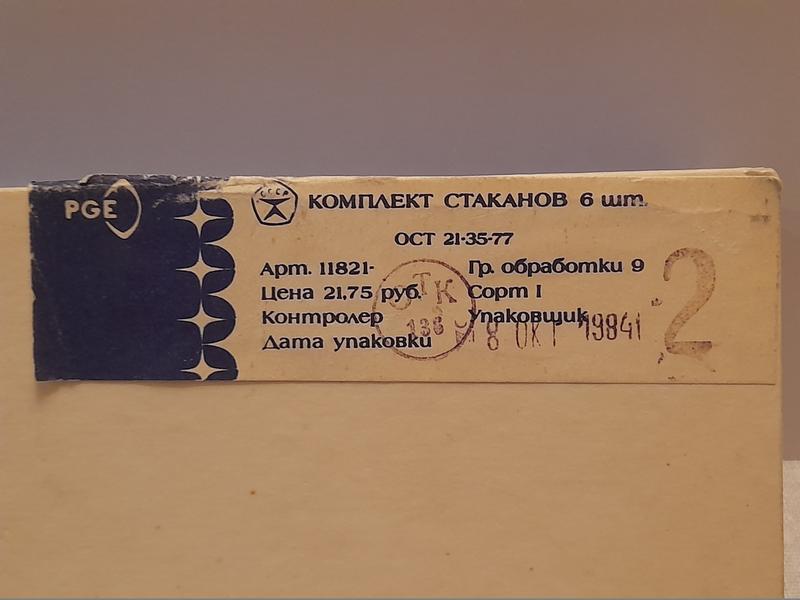 PGE
СССР
КОМПЛЕКТ СТАКАНОВ 6 шт.
ОСТ 21-35-77
Арт. 11821- Гр. обработки 9
Цена 21,75 руб. Сорт I
Контролер Упаковщик
Дата упаковки 8 ОКТ 1984
ОТК
2